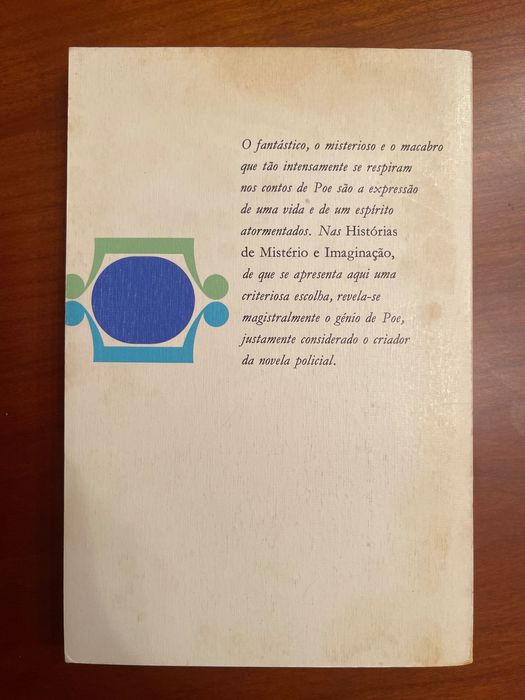 O fantástico, o misterioso e o macabro
que tão intensamente se respiram
nos contos de Poe são a expressão
de uma vida e de um espírito
atormentados. Nas Histórias
de Mistério e Imaginação,
de que se apresenta aqui uma
criteriosa escolha, revela-se
magistralmente o génio de Poe,
justamente considerado o criador
da novela policial.